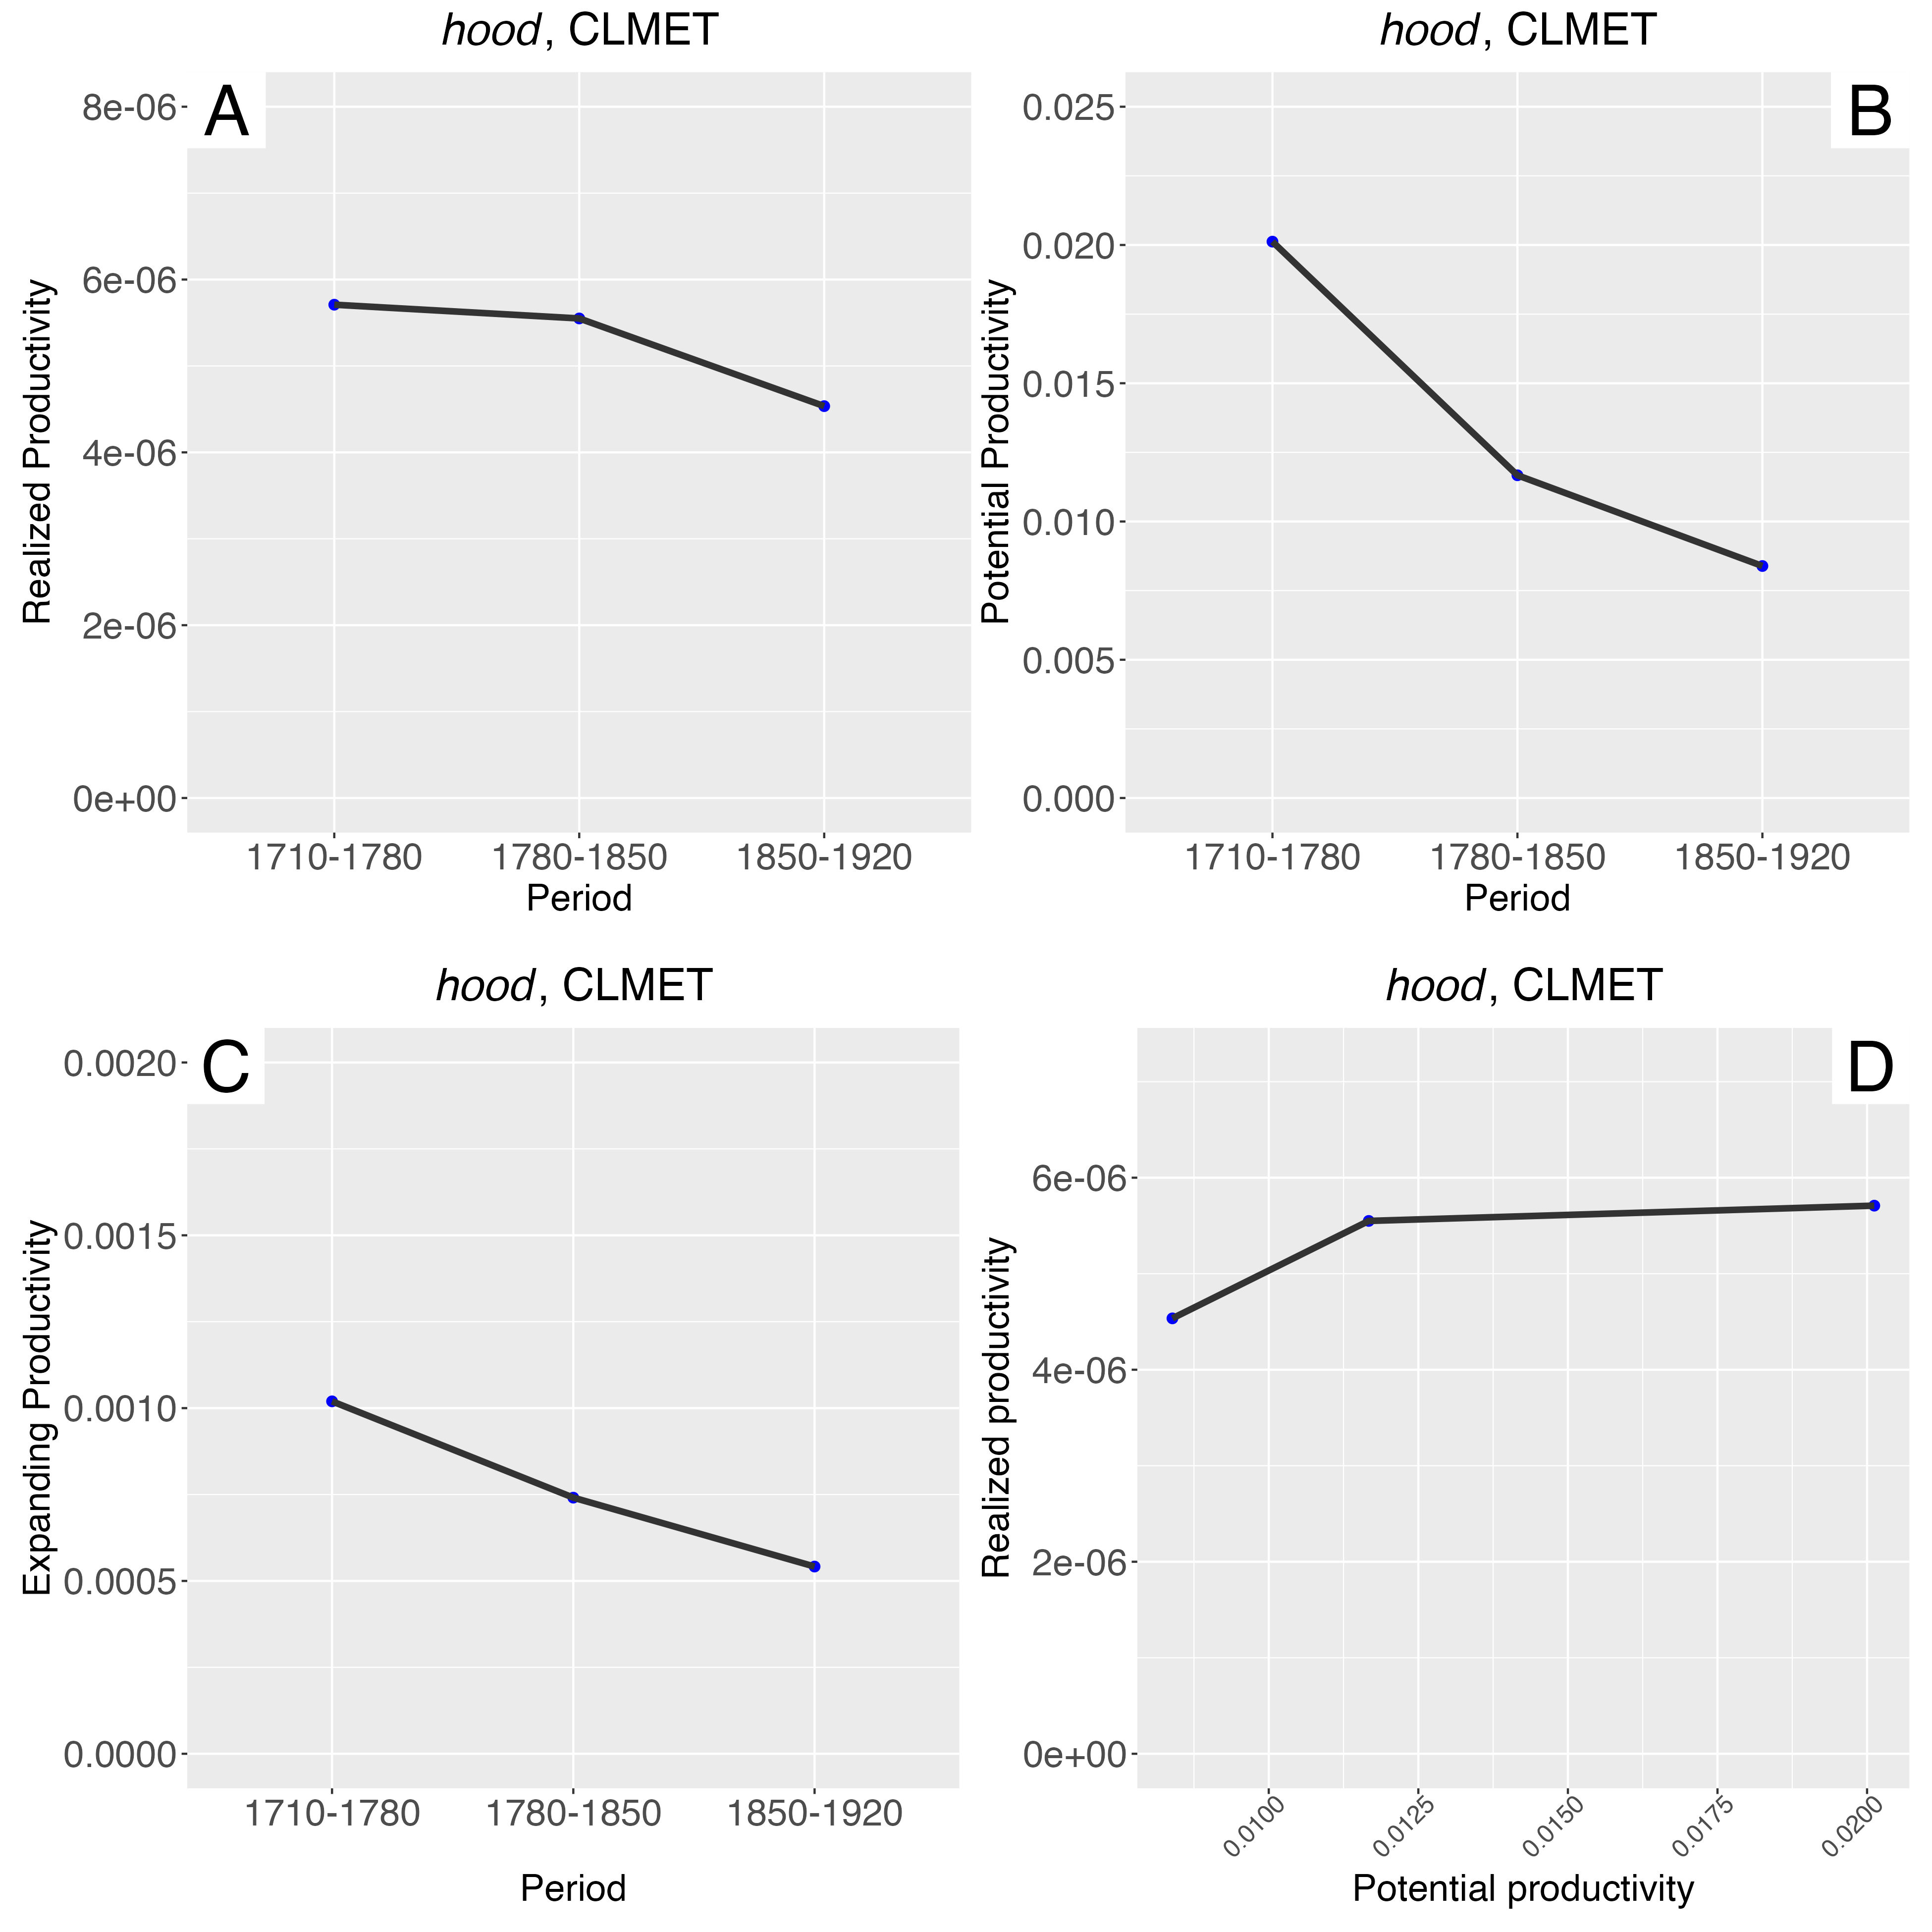 hood, CLMET
A
8e-06
6e-06
4e-06
2e-06
0e+00
Realized Productivity
1710-1780 1780-1850 1850-1920
Period
hood, CLMET
B
0.025
0.020
0.015
0.010
0.005
0.000
Potential Productivity
1710-1780 1780-1850 1850-1920
Period
hood, CLMET
C
0.0020
0.0015
0.0010
0.0005
0.0000
Expanding Productivity
1710-1780 1780-1850 1850-1920
Period
hood, CLMET
D
6e-06
4e-06
2e-06
0e+00
Realized productivity
0.0100 0.0125 0.0150 0.0175 0.0200
Potential productivity